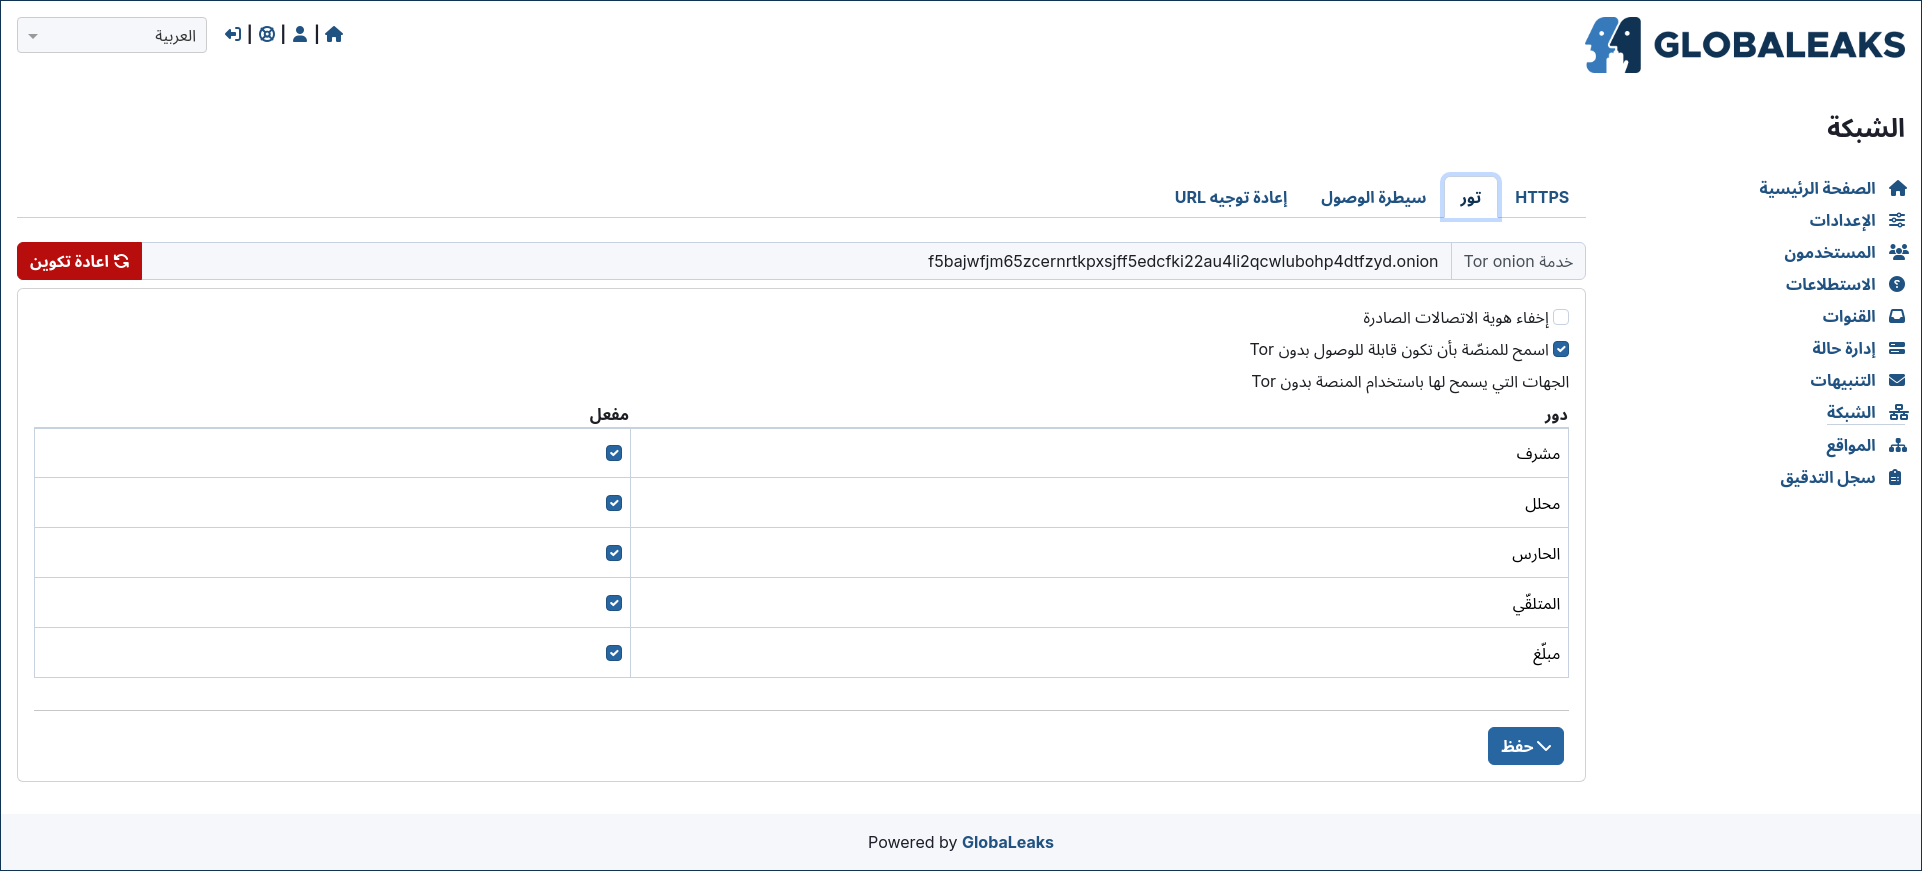 GLOBALEAKS
العربية
الشبكة
الصفحة الرئيسية
الإعدادات
المستخدمون
الاستطلاعات
القنوات
إدارة حالة
التنبيهات
الشبكة
المواقع
سجل التدقيق
HTTPS
تور
سيطرة الوصول
إعادة توجيه URL
خدمة Tor onion
f5bajwfjm65zcernrtkpxsjff5edcfki22au4li2qcwlubohp4dtfzyd.onion
اعادة تكوين
إخفاء هوية الاتصالات الصادرة
اسمح للمنصّة بأن تكون قابلة للوصول بدون Tor
الجهات التي يسمح لها باستخدام المنصة بدون Tor
دور مفعل
مشرف
محلل
الحارس
المتلقّي
مبلّغ
حفظ
Powered by GlobaLeaks